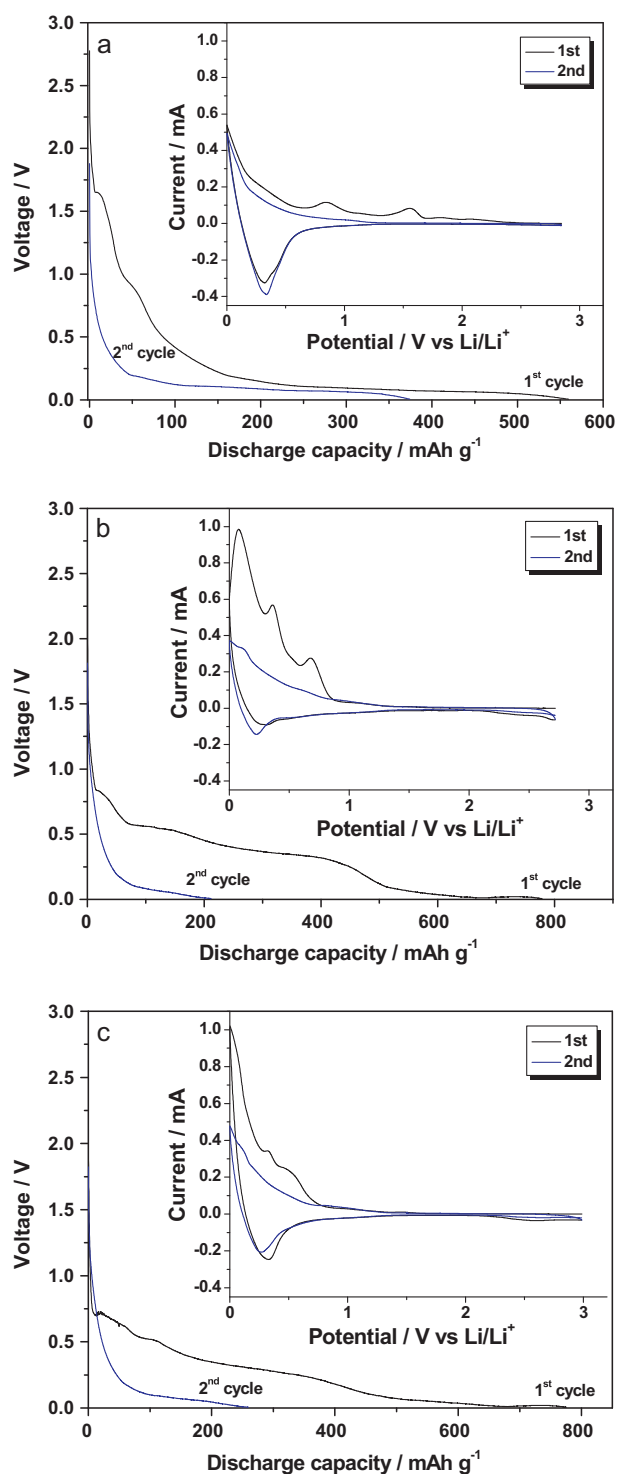 a
1st
2nd
1.0
0.8
0.6
0.4
0.2
0.0
-0.2
-0.4
Current / mA
0 1 2 3
Potential / V vs Li/Li+
3.0
2.5
2.0
1.5
1.0
0.5
0.0
Voltage / V
2nd cycle
1st cycle
0 100 200 300 400 500 600
Discharge capacity / mAh g-1
b
1st
2nd
1.0
0.8
0.6
0.4
0.2
0.0
-0.2
-0.4
Current / mA
0 1 2 3
Potential / V vs Li/Li+
3.0
2.5
2.0
1.5
1.0
0.5
0.0
Voltage / V
2nd cycle
1st cycle
0 200 400 600 800
Discharge capacity / mAh g-1
c
1st
2nd
1.0
0.8
0.6
0.4
0.2
0.0
-0.2
-0.4
Current / mA
0 1 2 3
Potential / V vs Li/Li+
3.0
2.5
2.0
1.5
1.0
0.5
0.0
Voltage / V
2nd cycle
1st cycle
0 200 400 600 800
Discharge capacity / mAh g-1